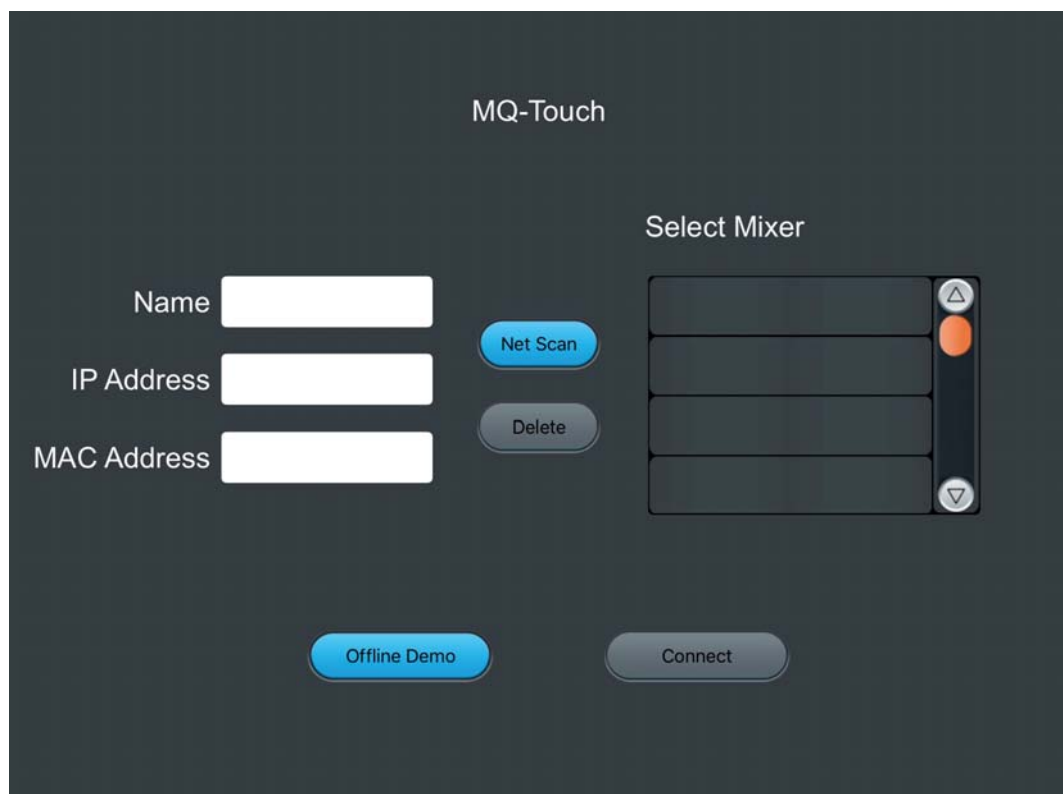 MQ-Touch
Select Mixer
Name
IP Address
MAC Address
Net Scan
Delete
Offline Demo
Connect